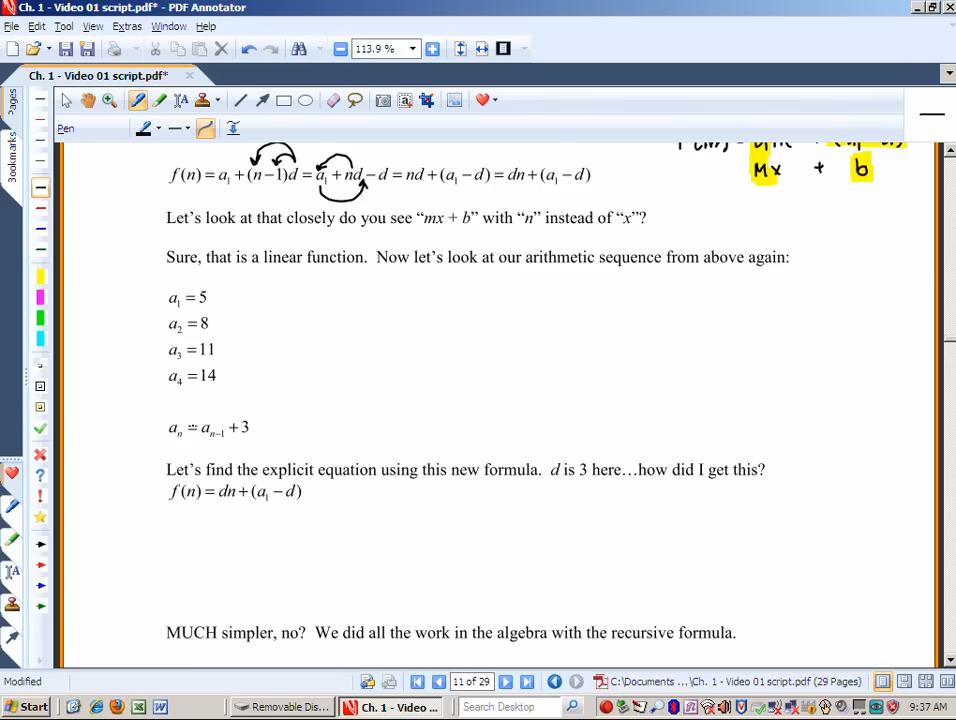 Ch. 1 - Video 01 script.pdf* - PDF Annotator
File Edit Tool View Extras Window Help
113.9 %
Ch. 1 - Video 01 script.pdf*
Pages
Bookmarks
Pen
f(n) = a₁ + (n − 1)d = a₁ + nd − d = nd + (a₁ − d) = dn + (a₁ − d)
Mx + b
Let's look at that closely do you see "mx + b" with "n" instead of "x"?
Sure, that is a linear function. Now let's look at our arithmetic sequence from above again:
a₁ = 5
a₂ = 8
a₃ = 11
a₄ = 14
aₙ = aₙ₋₁ + 3
Let's find the explicit equation using this new formula. d is 3 here…how did I get this?
f(n) = dn + (a₁ − d)
MUCH simpler, no? We did all the work in the algebra with the recursive formula.
Modified
11 of 29
C:\Documents ...\Ch. 1 - Video 01 script.pdf (29 Pages)
Start
Removable Dis...
Ch. 1 - Video ...
Search Desktop
9:37 AM